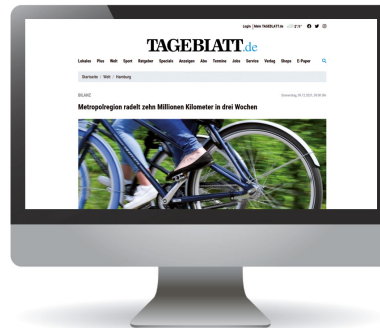 Login | Mein TAGEBLATT.de
TAGEBLATT.de
Lokales Plus Welt Sport Ratgeber Specials Anzeigen Abo Termine Jobs Service Verlag Shops E-Paper
Startseite | Welt | Hamburg
BILANZ
Metropolregion radelt zehn Millionen Kilometer in drei Wochen